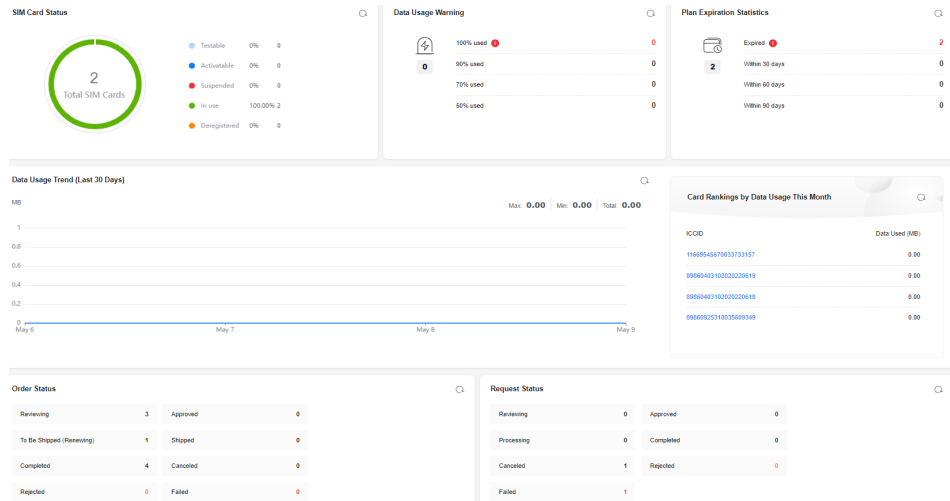 SIM Card Status
2
Total SIM Cards
Testable 0% 0
Activatable 0% 0
Suspended 0% 0
In use 100.00% 2
Deregistered 0% 0
Data Usage Warning
0
100% used 0
90% used 0
70% used 0
50% used 0
Plan Expiration Statistics
2
Expired 2
Within 30 days 0
Within 60 days 0
Within 90 days 0
Data Usage Trend (Last 30 Days)
MB
Max: 0.00 Min: 0.00 Total: 0.00
1
0.8
0.6
0.4
0.2
0
May 6 May 7 May 8 May 9
Card Rankings by Data Usage This Month
ICCID Data Used (MB)
11669545670033733157 0.00
89860403102020220619 0.00
89860403102020220618 0.00
89860925310035609349 0.00
Order Status
Reviewing 3 Approved 0
To Be Shipped (Renewing) 1 Shipped 0
Completed 4 Canceled 0
Rejected 0 Failed 0
Request Status
Reviewing 0 Approved 0
Processing 0 Completed 0
Canceled 1 Rejected 0
Failed 1